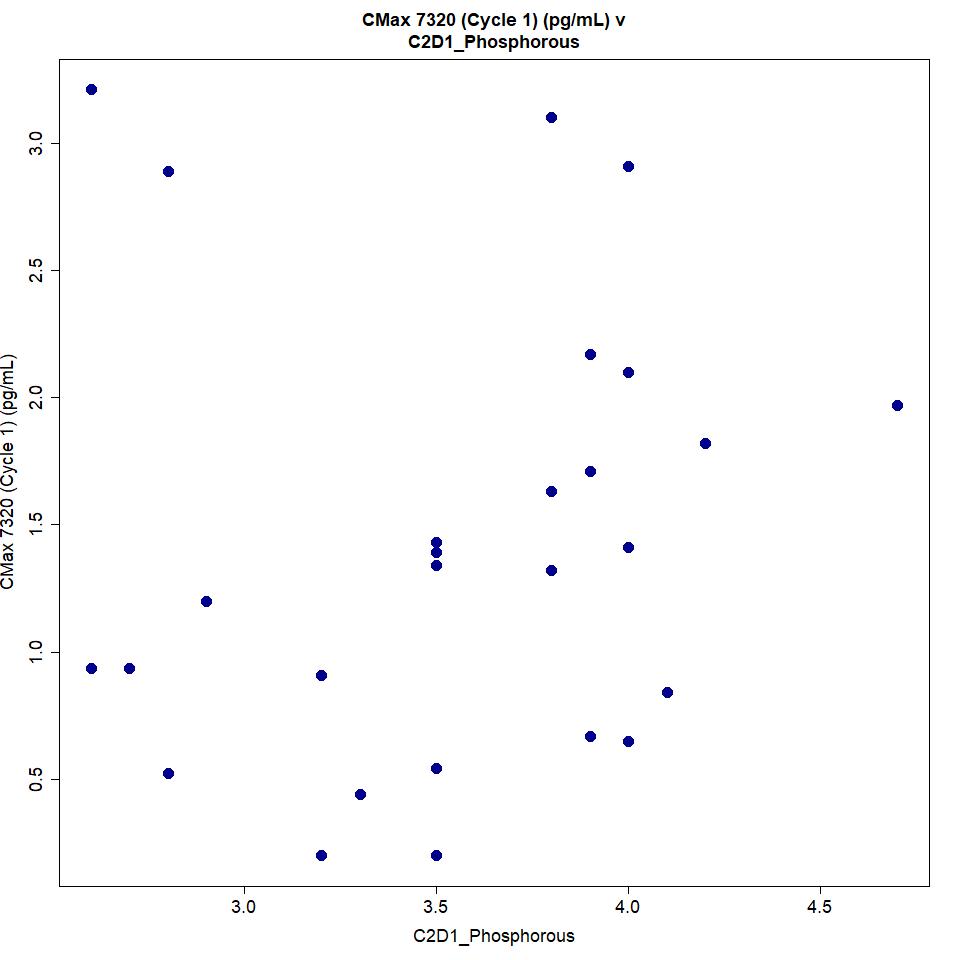 CMax 7320 (Cycle 1) (pg/mL) v
C2D1_Phosphorous
CMax 7320 (Cycle 1) (pg/mL)
3.0
2.5
2.0
1.5
1.0
0.5
3.0
3.5
4.0
4.5
C2D1_Phosphorous